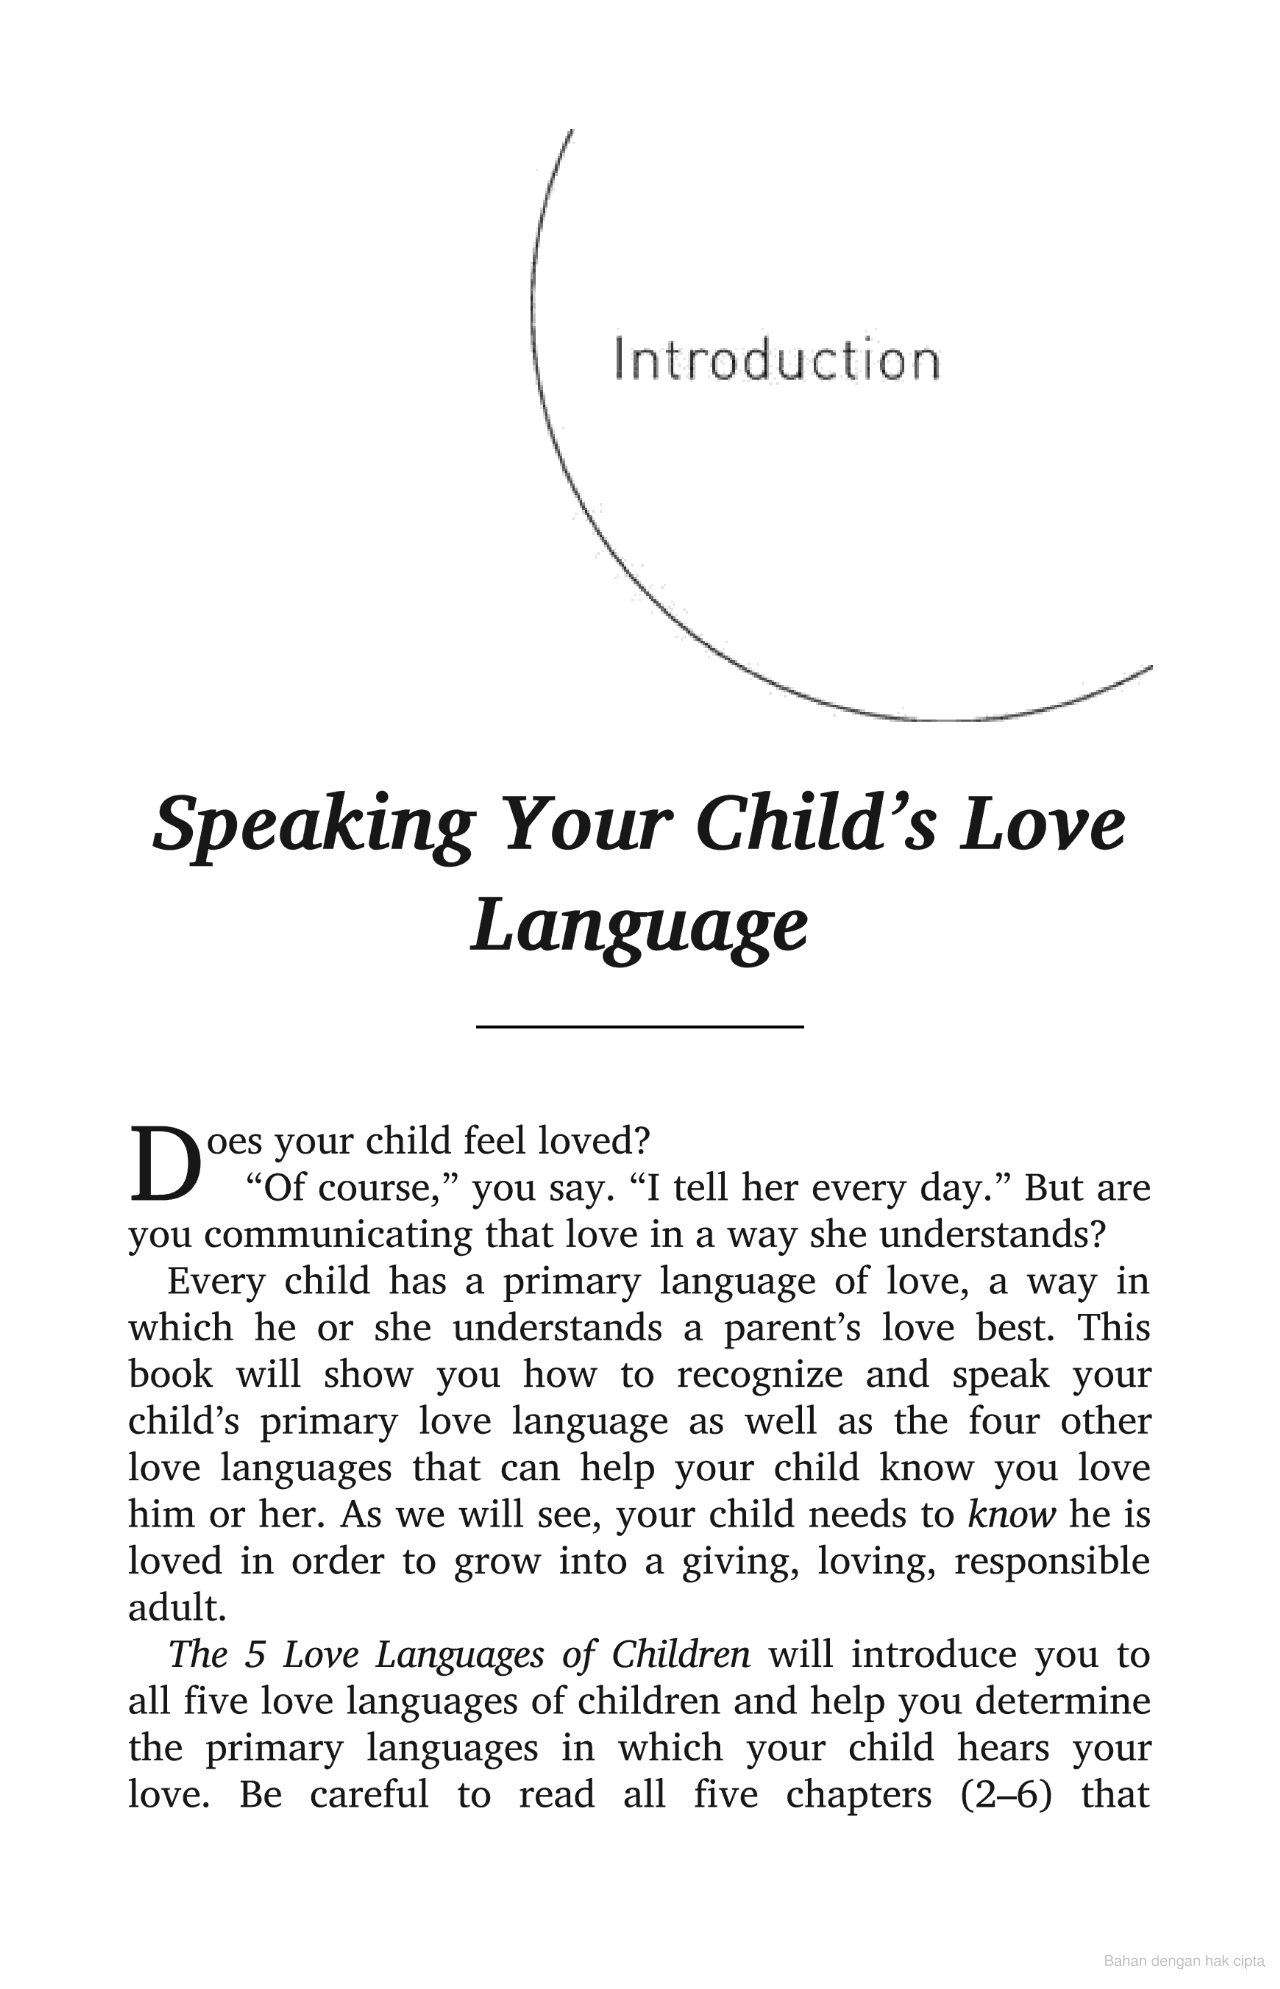 Introduction
Speaking Your Child’s Love
Language
Does your child feel loved?
“Of course,” you say. “I tell her every day.” But are
you communicating that love in a way she understands?
Every child has a primary language of love, a way in
which he or she understands a parent’s love best. This
book will show you how to recognize and speak your
child’s primary love language as well as the four other
love languages that can help your child know you love
him or her. As we will see, your child needs to know he is
loved in order to grow into a giving, loving, responsible
adult.
The 5 Love Languages of Children will introduce you to
all five love languages of children and help you determine
the primary languages in which your child hears your
love. Be careful to read all five chapters (2–6) that
Bahan dengan hak cipta